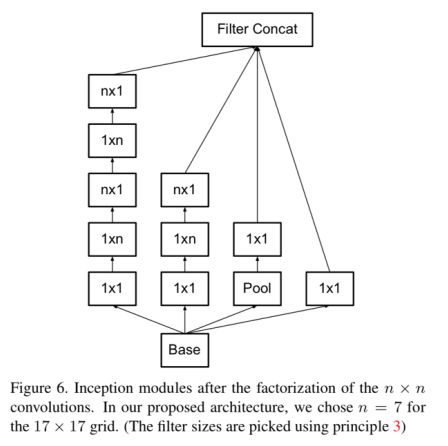 Filter Concat
nx1
1xn
nx1
nx1
1xn
1xn
1x1
1x1
1x1
Pool
1x1
Base
Figure 6. Inception modules after the factorization of the n × n
convolutions. In our proposed architecture, we chose n = 7 for
the 17 × 17 grid. (The filter sizes are picked using principle 3)